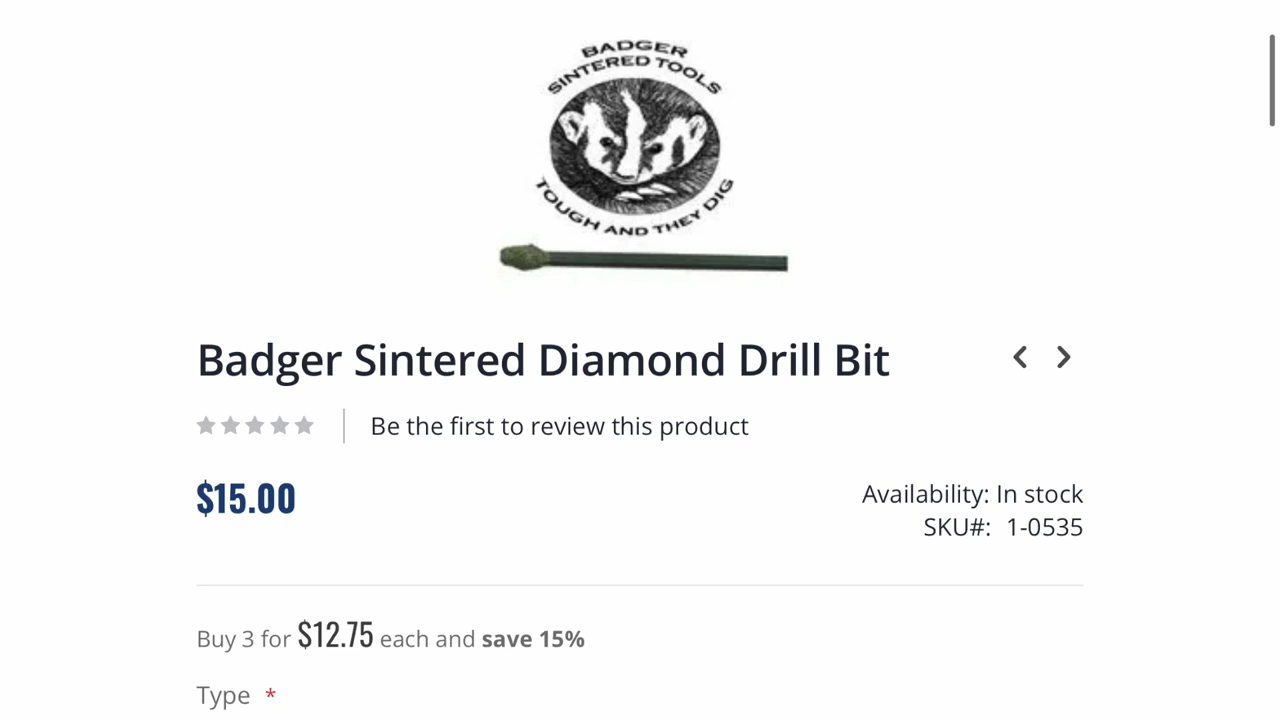 BADGER
SINTERED TOOLS
TOUGH AND THEY DIG
Badger Sintered Diamond Drill Bit
Be the first to review this product
$15.00
Availability: In stock
SKU#: 1-0535
Buy 3 for $12.75 each and save 15%
Type *